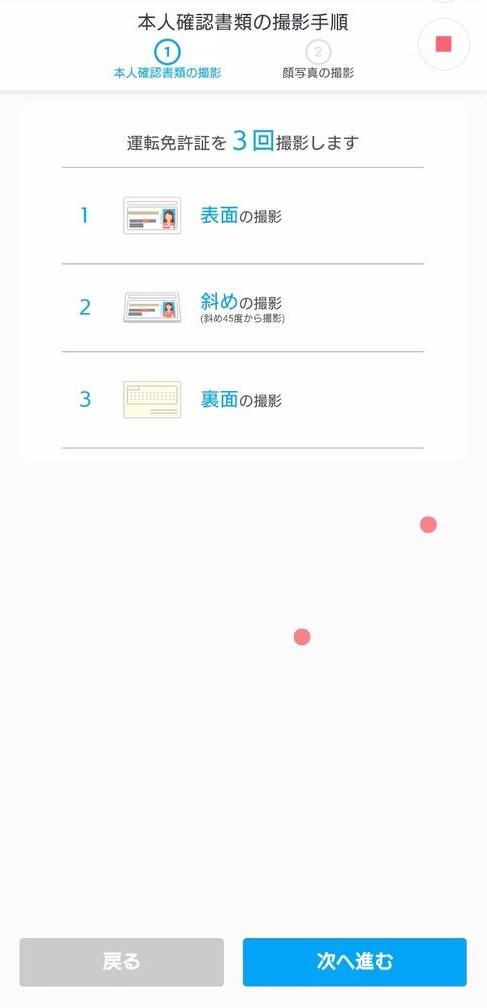 本人確認書類の撮影手順
1
2
本人確認書類の撮影
顔写真の撮影
運転免許証を3回撮影します
1
表面の撮影
2
斜めの撮影
(斜め45度から撮影)
3
裏面の撮影
戻る
次へ進む